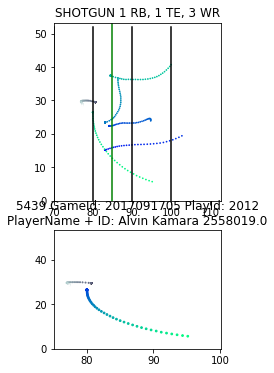 SHOTGUN 1 RB, 1 TE, 3 WR
50
40
30
20
10
0
70 80 90 100 110
5439 GameId: 2017091705 PlayId: 2012
PlayerName + ID: Alvin Kamara 2558019.0
40
20
0
80 90 100